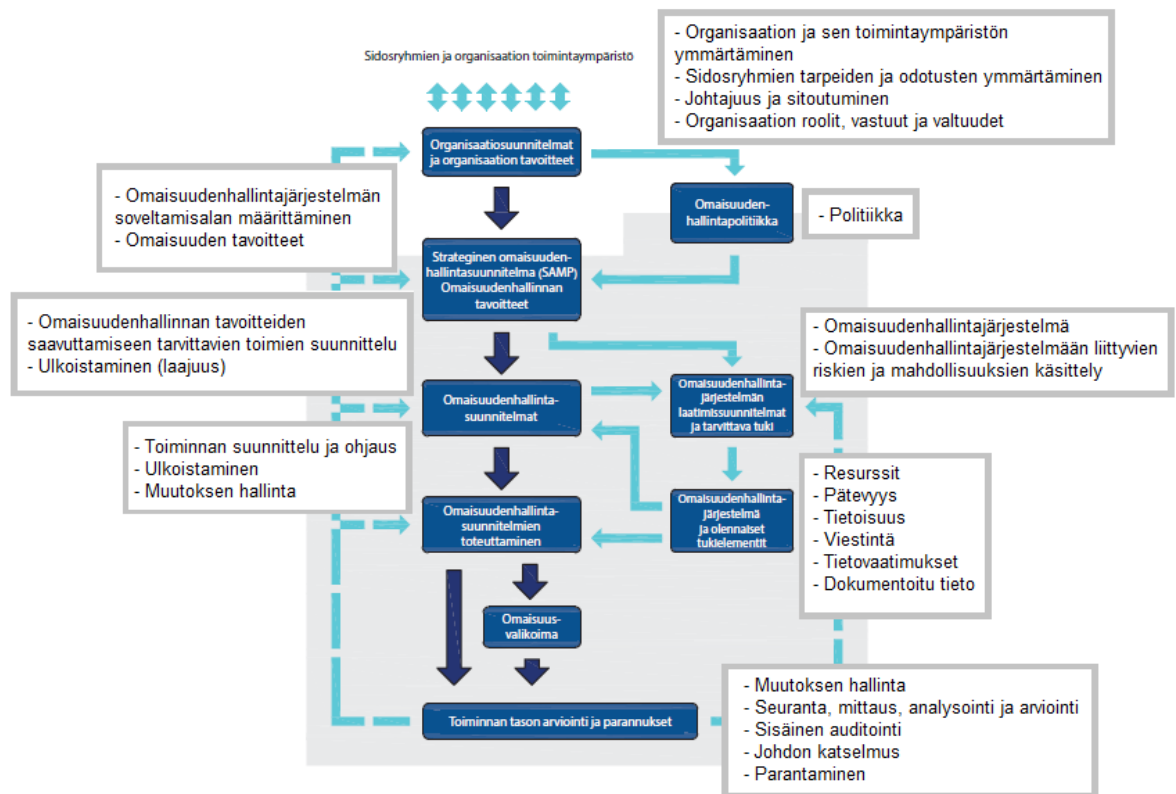 Sidosryhmien ja organisaation toimintaympäristö
- Organisaation ja sen toimintaympäristön
ymmärtäminen
- Sidosryhmien tarpeiden ja odotusten ymmärtäminen
- Johtajuus ja sitoutuminen
- Organisaation roolit, vastuut ja valtuudet
Organisaatiosuunnitelmat
ja organisaation tavoitteet
- Omaisuudenhallintajärjestelmän
soveltamisalan määrittäminen
- Omaisuuden tavoitteet
Omaisuuden-
hallintapolitiikka
- Politiikka
Strateginen omaisuuden-
hallintasuunnitelma (SAMP)
Omaisuudenhallinnan
tavoitteet
- Omaisuudenhallinnan tavoitteiden
saavuttamiseen tarvittavien toimien suunnittelu
- Ulkoistaminen (laajuus)
- Omaisuudenhallintajärjestelmä
- Omaisuudenhallintajärjestelmään liittyvien
riskien ja mahdollisuuksien käsittely
Omaisuudenhallinta-
suunnitelmat
Omaisuudenhallinta-
järjestelmän
laatimissuunnitelmat
ja tarvittava tuki
- Toiminnan suunnittelu ja ohjaus
- Ulkoistaminen
- Muutoksen hallinta
- Resurssit
- Pätevyys
- Tietoisuus
- Viestintä
- Tietovaatimukset
- Dokumentoitu tieto
Omaisuudenhallinta-
suunnitelmien
toteuttaminen
Omaisuudenhallinta-
järjestelmä
ja olennaiset
tukielementit
Omaisuus-
valikoima
Toiminnan tason arviointi ja parannukset
- Muutoksen hallinta
- Seuranta, mittaus, analysointi ja arviointi
- Sisäinen auditointi
- Johdon katselmus
- Parantaminen